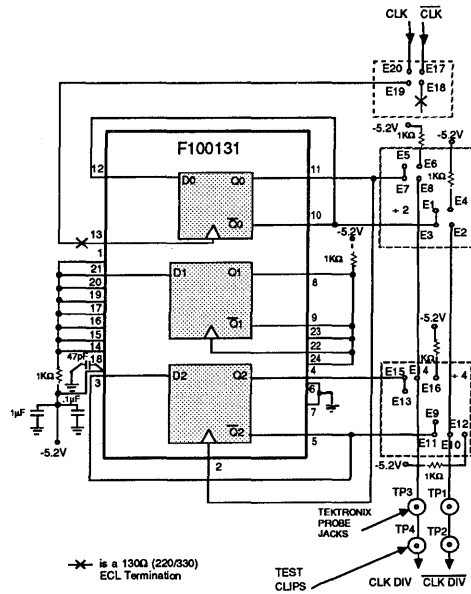 CLK CLK
E20 E17
E19 E18
-5.2V
-5.2V
1KΩ
F100131
12
D0 Q0
11
E5 E6
1KΩ
E7 E8
E1 E4
÷ 2
Q0
10
E3 E2
13
-5.2V
1
21
D1 Q1
1KΩ
20
8
19
17
-5.2V
16
Q1
9
15
23
14
22
1KΩ
18
24
47pF
D2 Q2
4
E15 E 4
÷ 4
3
6
E16
1KΩ
E13
.1µF
7
E9
E12
1µF
Q2
5
E11 E10
-5.2V
2
-5.2V
1KΩ
TP3 TP1
TEKTRONIX
PROBE
JACKS
TP4 TP2
is a 130Ω (220/330)
ECL Termination
TEST
CLIPS
CLK DIV CLK DIV